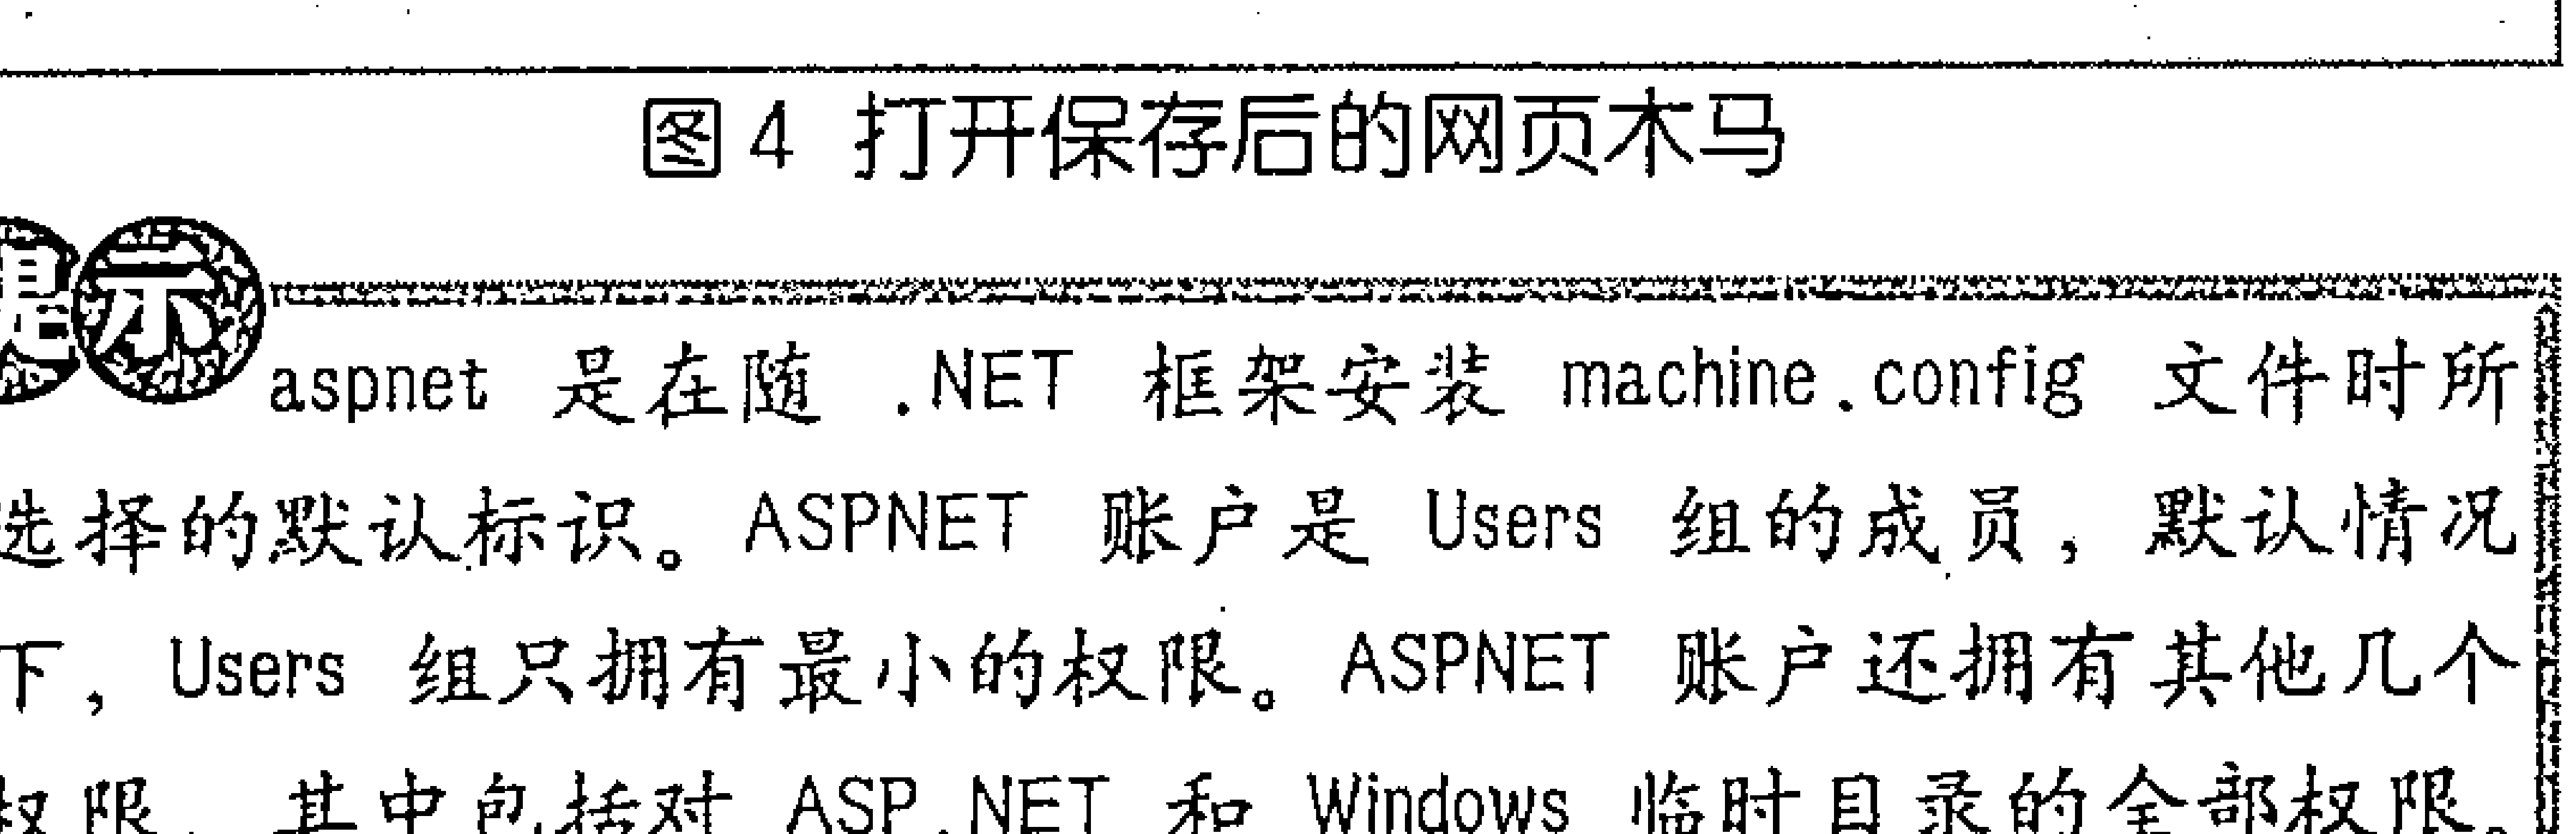 图4 打开保存后的网页木马
提示
aspnet 是在随 .NET 框架安装 machine.config 文件时所
选择的默认标识。ASPNET 账户是 Users 组的成员，默认情况
下，Users 组只拥有最小的权限。ASPNET 账户还拥有其他几个
权限，其中包括对 ASP.NET 和 Windows 临时目录的全部权限。